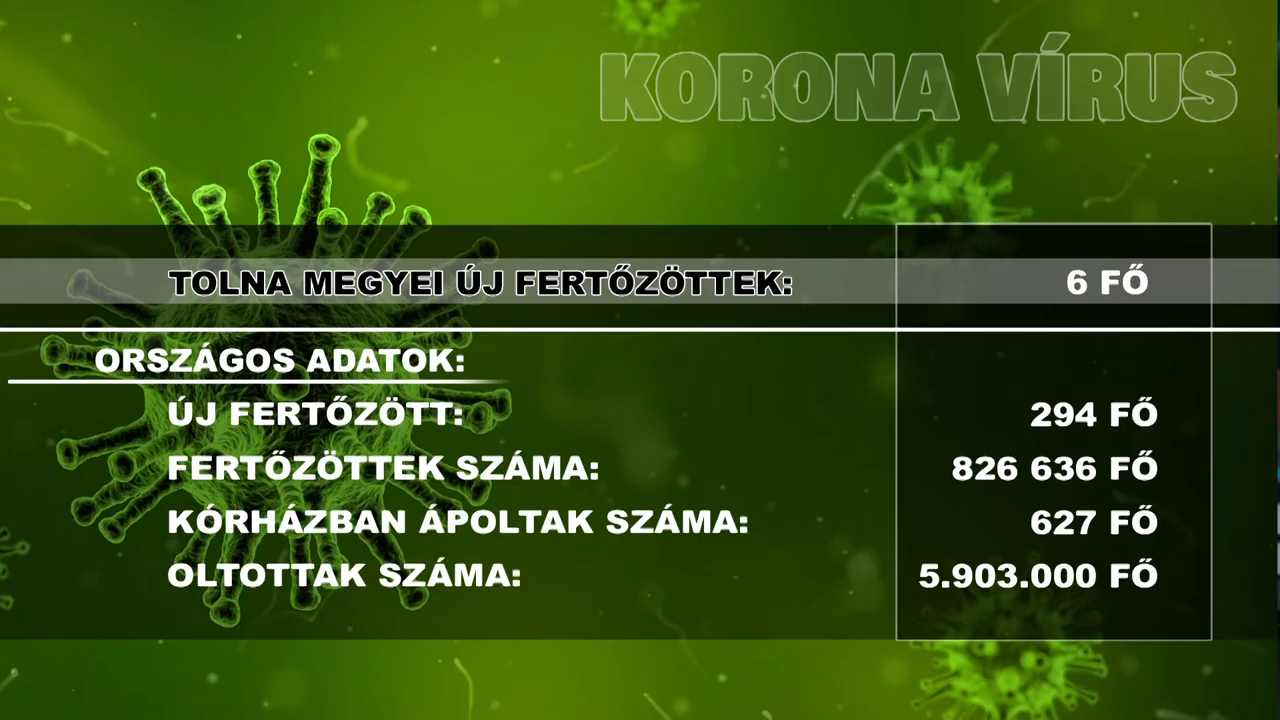 KORONA VÍRUS
TOLNA MEGYEI ÚJ FERTŐZÖTTEK: 6 FŐ
ORSZÁGOS ADATOK:
ÚJ FERTŐZÖTT: 294 FŐ
FERTŐZÖTTEK SZÁMA: 826 636 FŐ
KÓRHÁZBAN ÁPOLTAK SZÁMA: 627 FŐ
OLTOTTAK SZÁMA: 5.903.000 FŐ